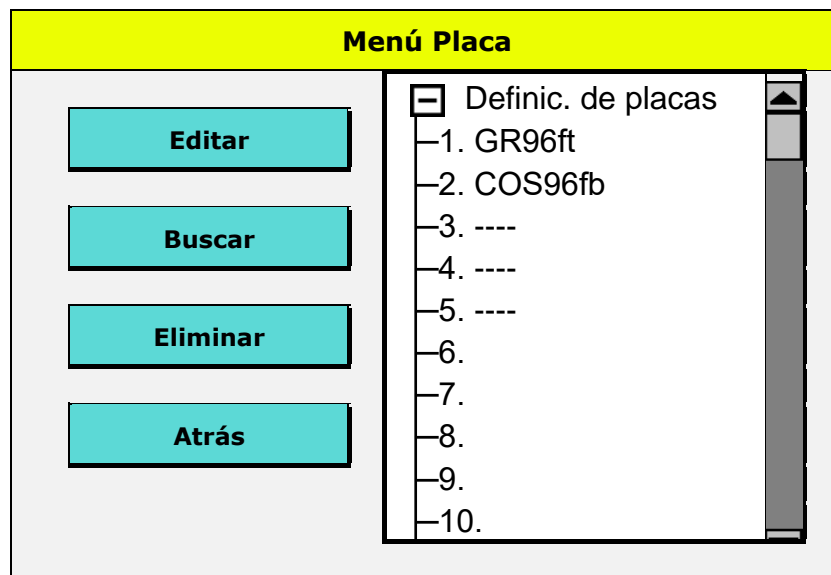 Menú Placa
Editar
Buscar
Eliminar
Atrás
Definic. de placas
1. GR96ft
2. COS96fb
3. ----
4. ----
5. ----
6.
7.
8.
9.
10.